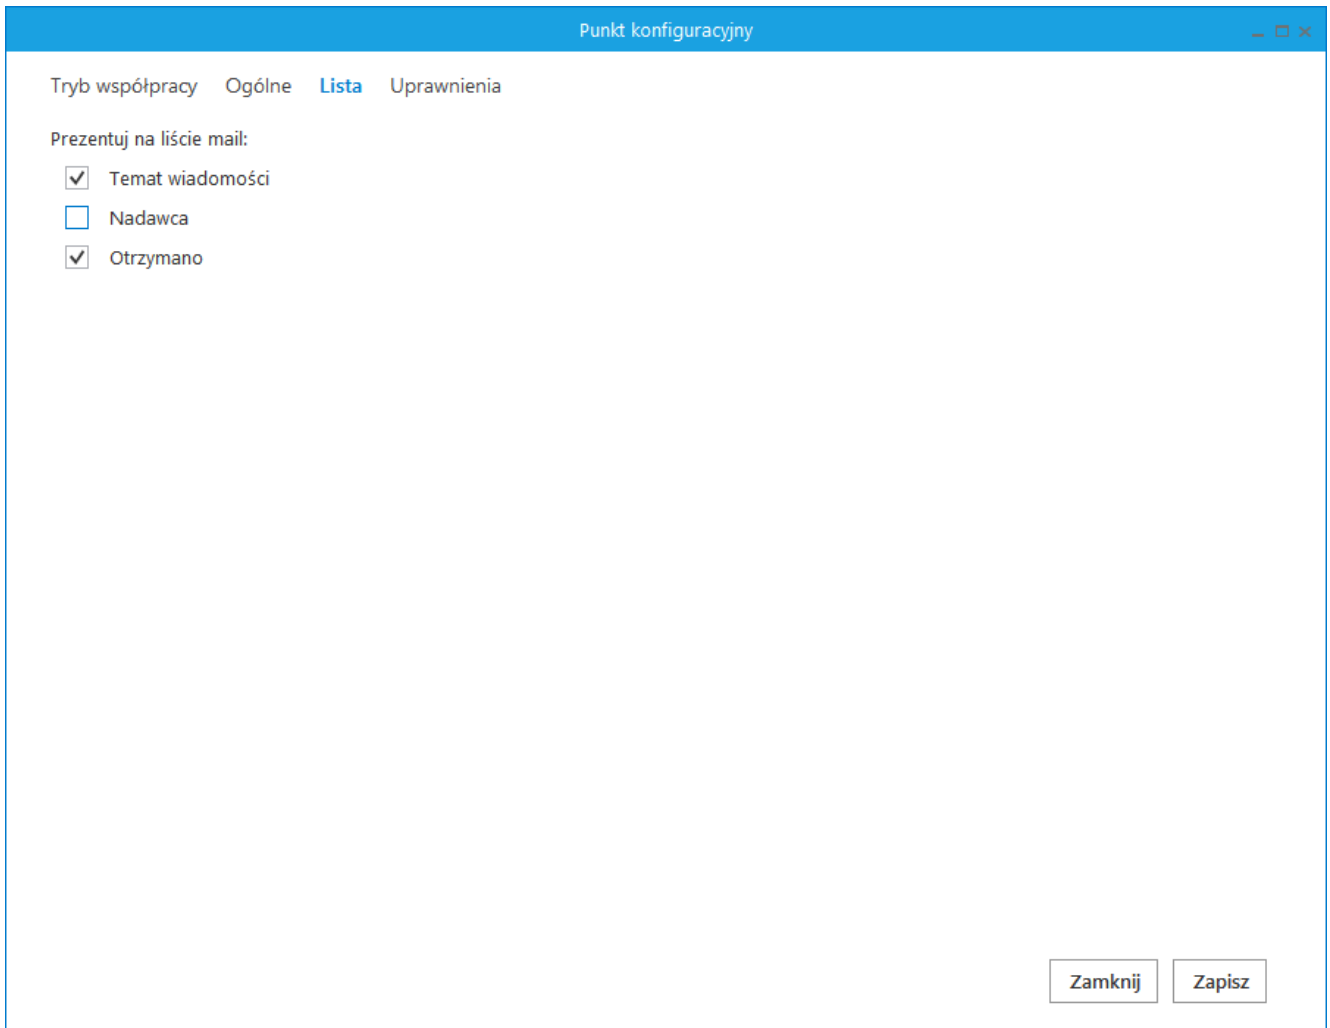 Punkt konfiguracyjny
Tryb współpracy Ogólne Lista Uprawnienia
Prezentuj na liście mail:
Temat wiadomości
Nadawca
Otrzymano
Zamknij Zapisz